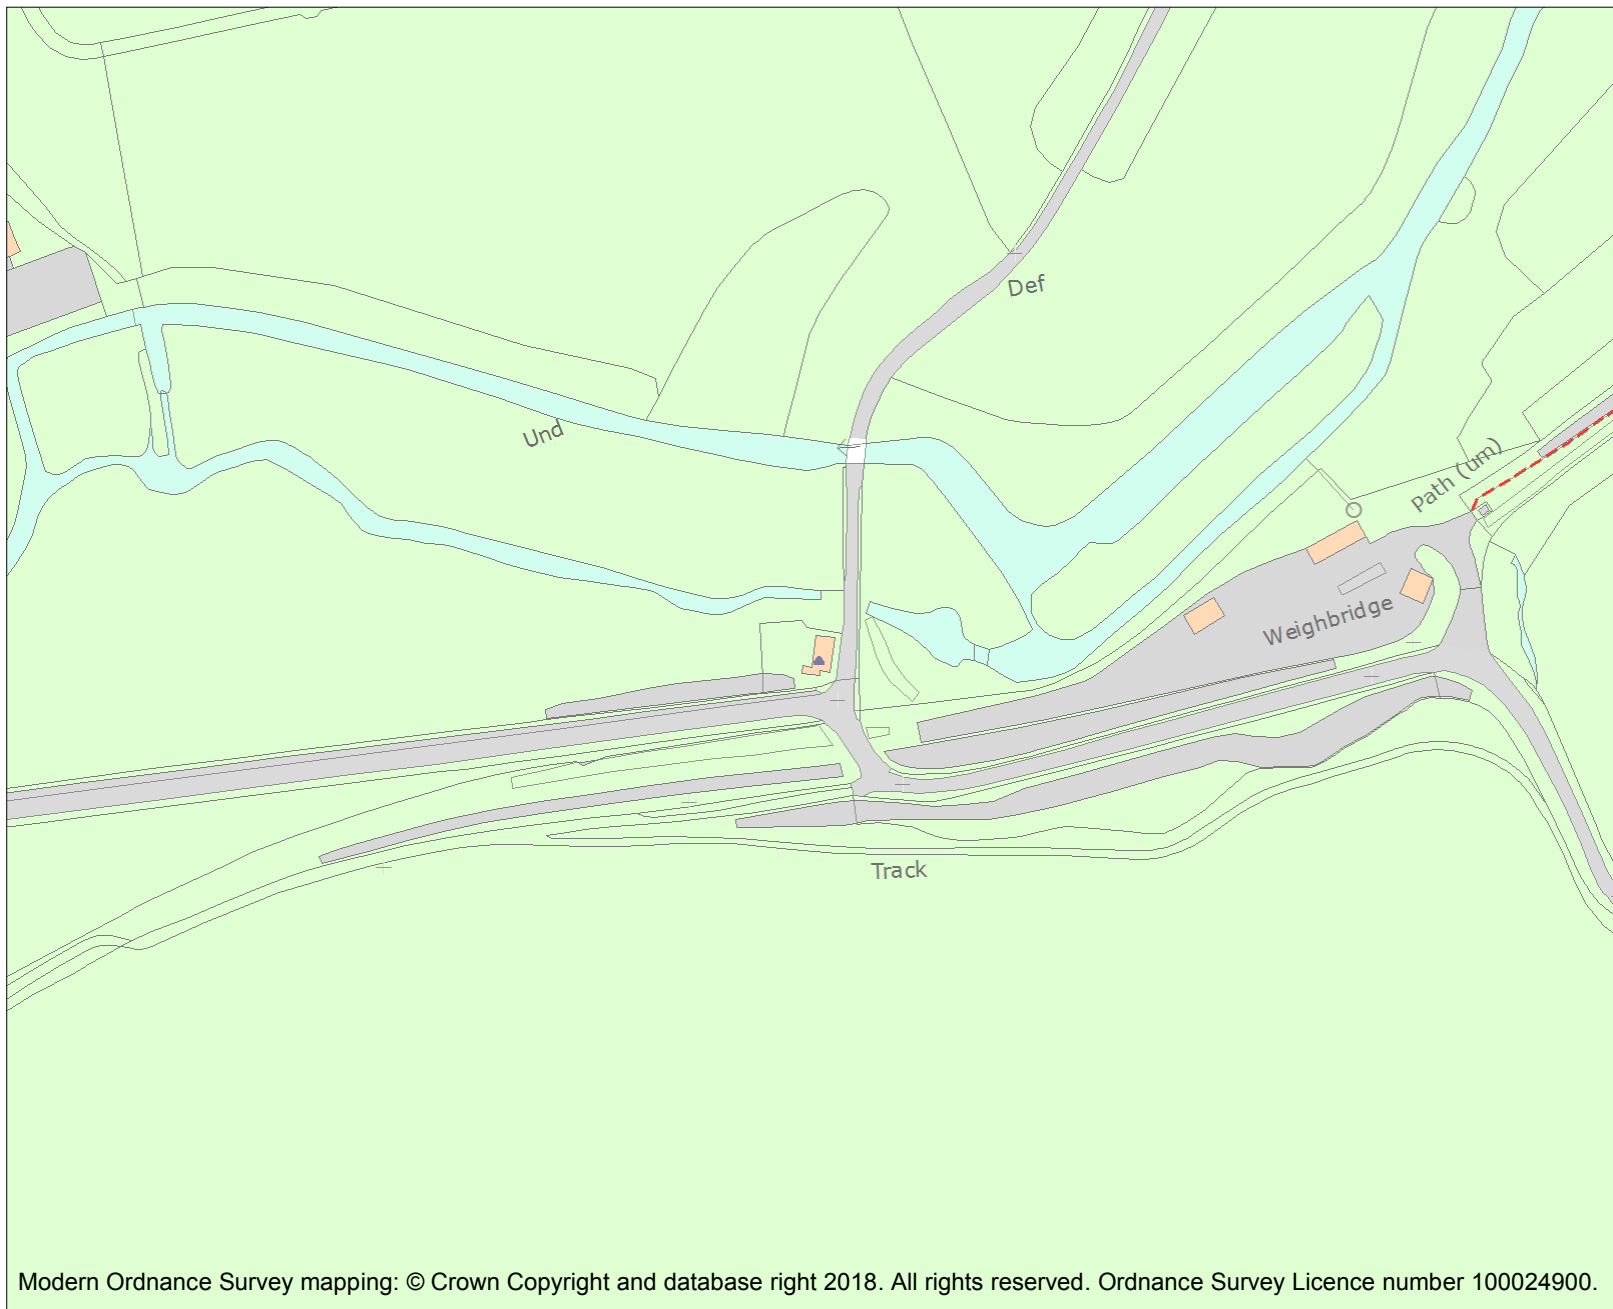 Def
Und
Path (um)
Weighbridge
Track
Modern Ordnance Survey mapping: © Crown Copyright and database right 2018. All rights reserved. Ordnance Survey Licence number 100024900.